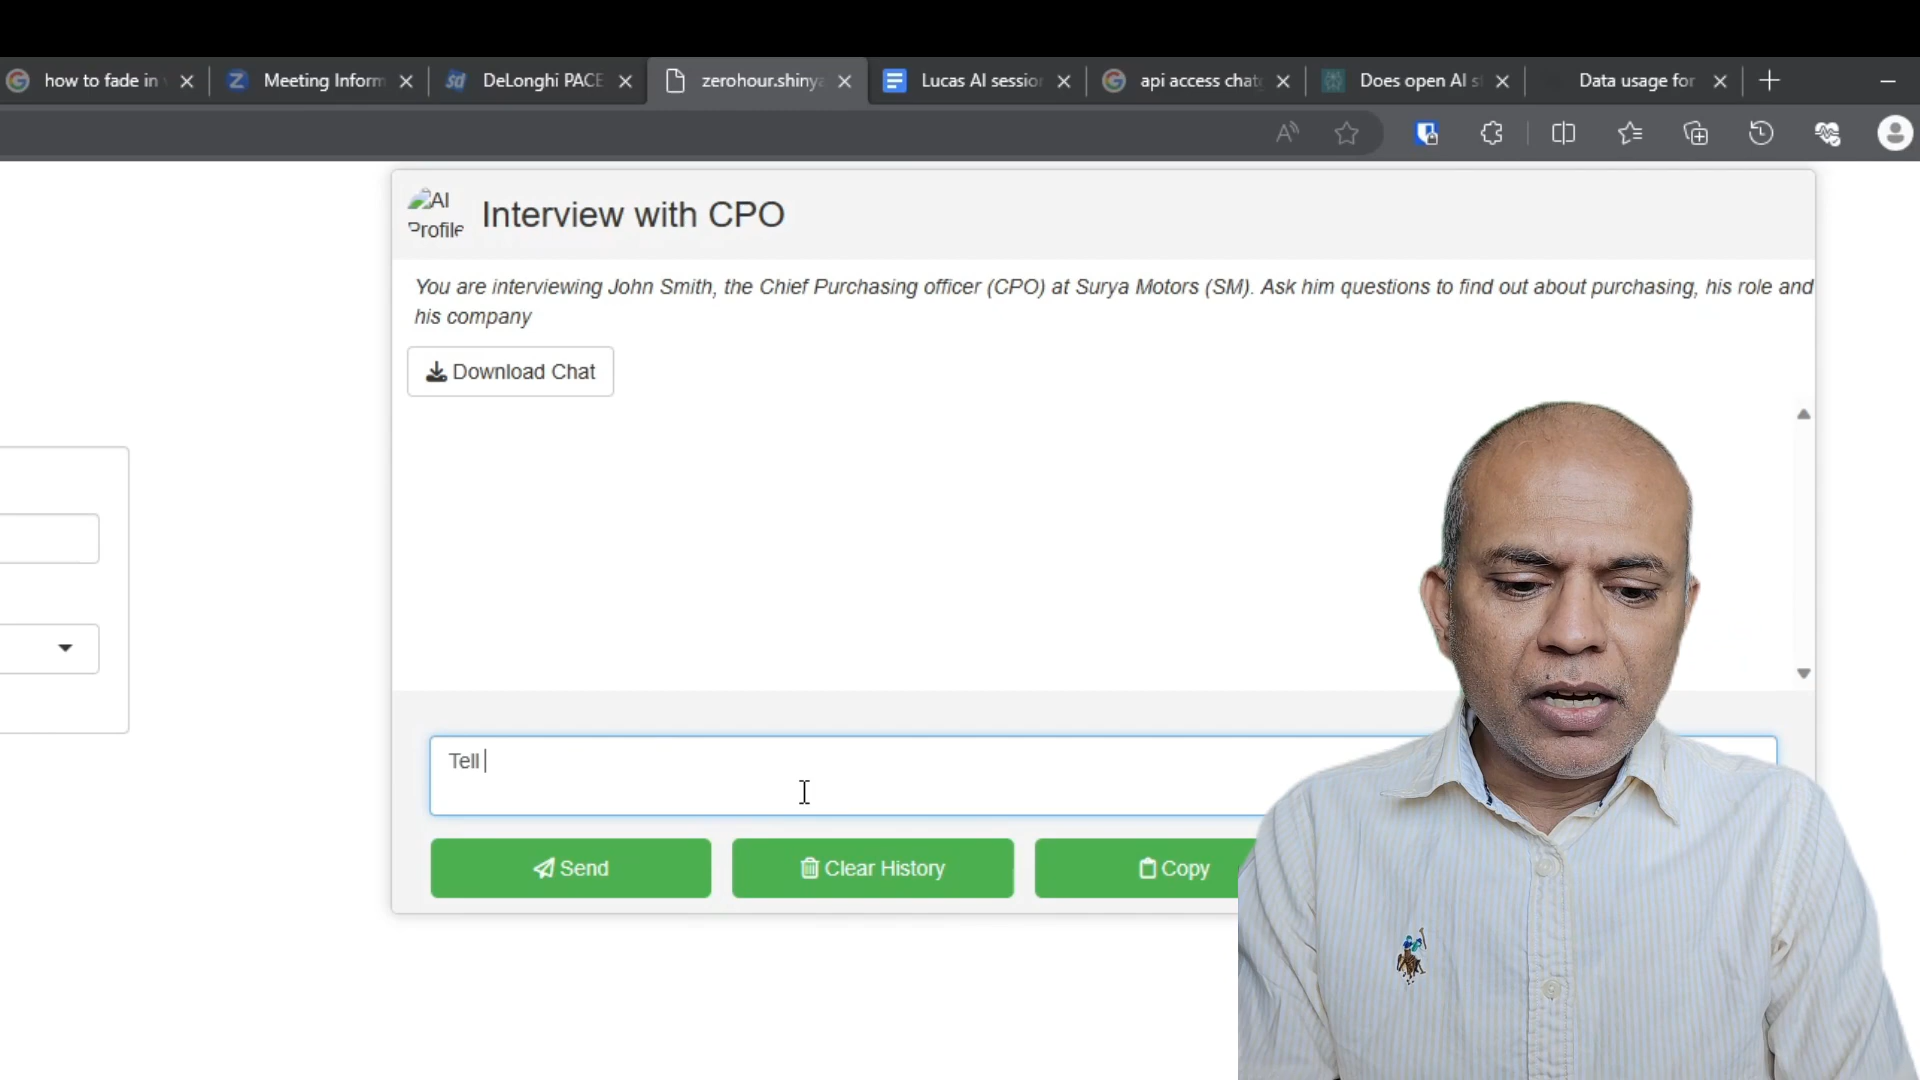 how to fade in
Meeting Inform
DeLonghi PACE
zerohour.shinya
Lucas AI session
api access chat
Does open AI s
Data usage for
AI
Profile
Interview with CPO
You are interviewing John Smith, the Chief Purchasing officer (CPO) at Surya Motors (SM). Ask him questions to find out about purchasing, his role and
his company
Download Chat
Tell
Send
Clear History
Copy